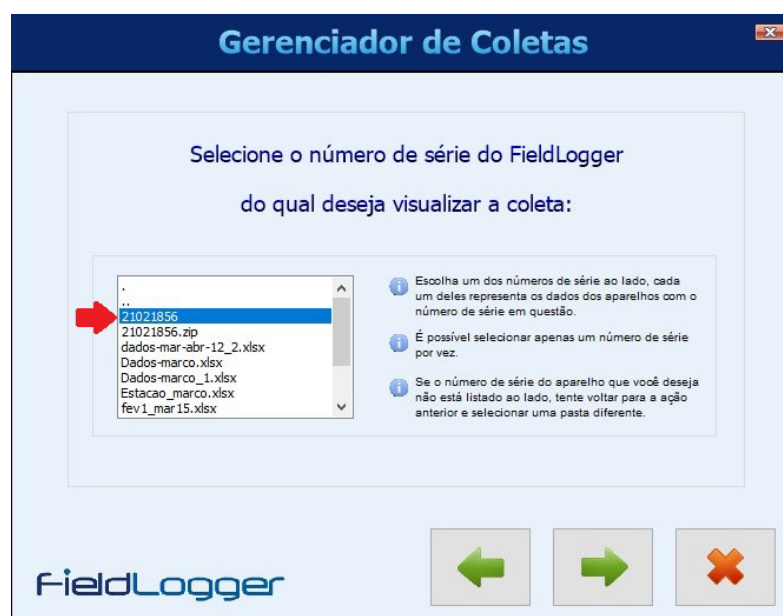 Gerenciador de Coletas
Selecione o número de série do FieldLogger
do qual deseja visualizar a coleta:
.
..
21021856
21021856.zip
dados-mar-abr-12_2.xlsx
Dados-marco.xlsx
Dados-marco_1.xlsx
Estacao_marco.xlsx
fev1_mar15.xlsx
Escolha um dos números de série ao lado, cada
um deles representa os dados dos aparelhos com o
número de série em questão.
É possível selecionar apenas um número de série
por vez.
Se o número de série do aparelho que você deseja
não está listado ao lado, tente voltar para a ação
anterior e selecionar uma pasta diferente.
FieldLogger